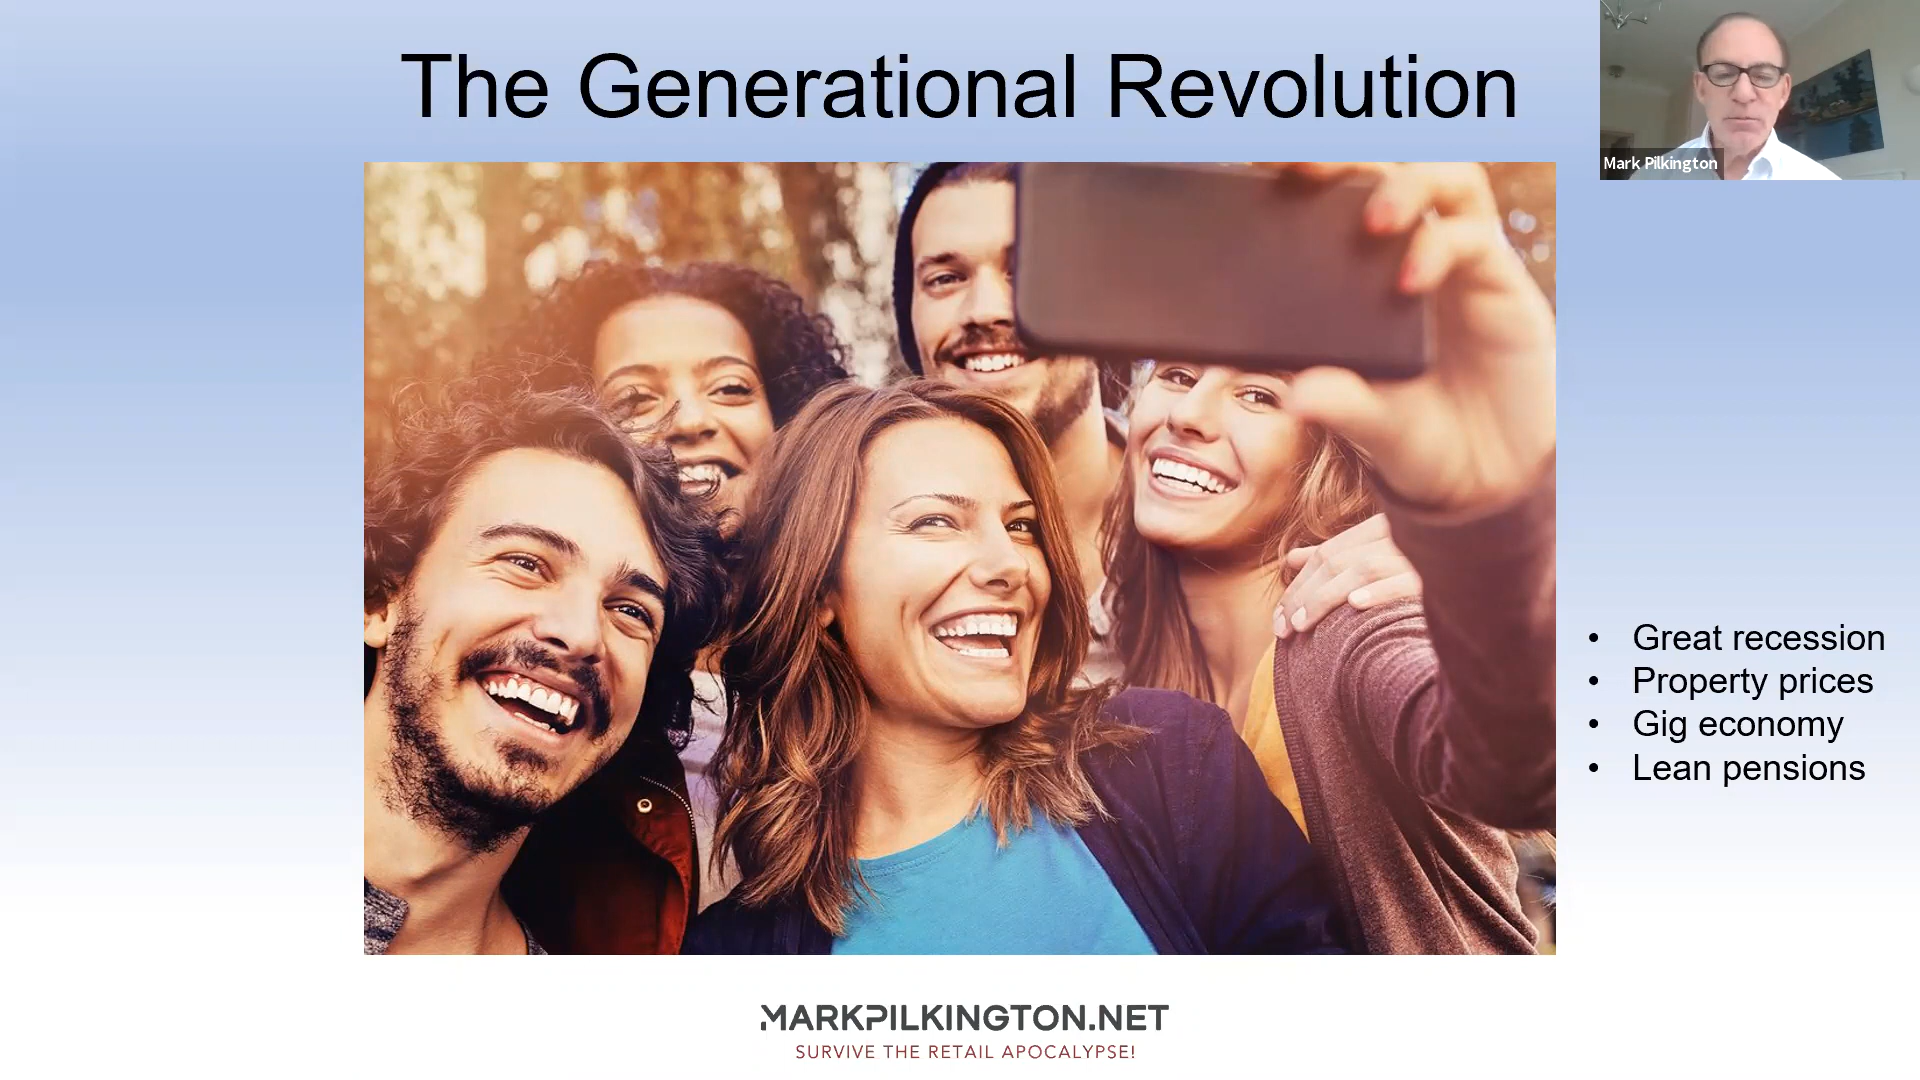 The Generational Revolution
Mark Pilkington
• Great recession
• Property prices
• Gig economy
• Lean pensions
MARKPILKINGTON.NET
SURVIVE THE RETAIL APOCALYPSE!